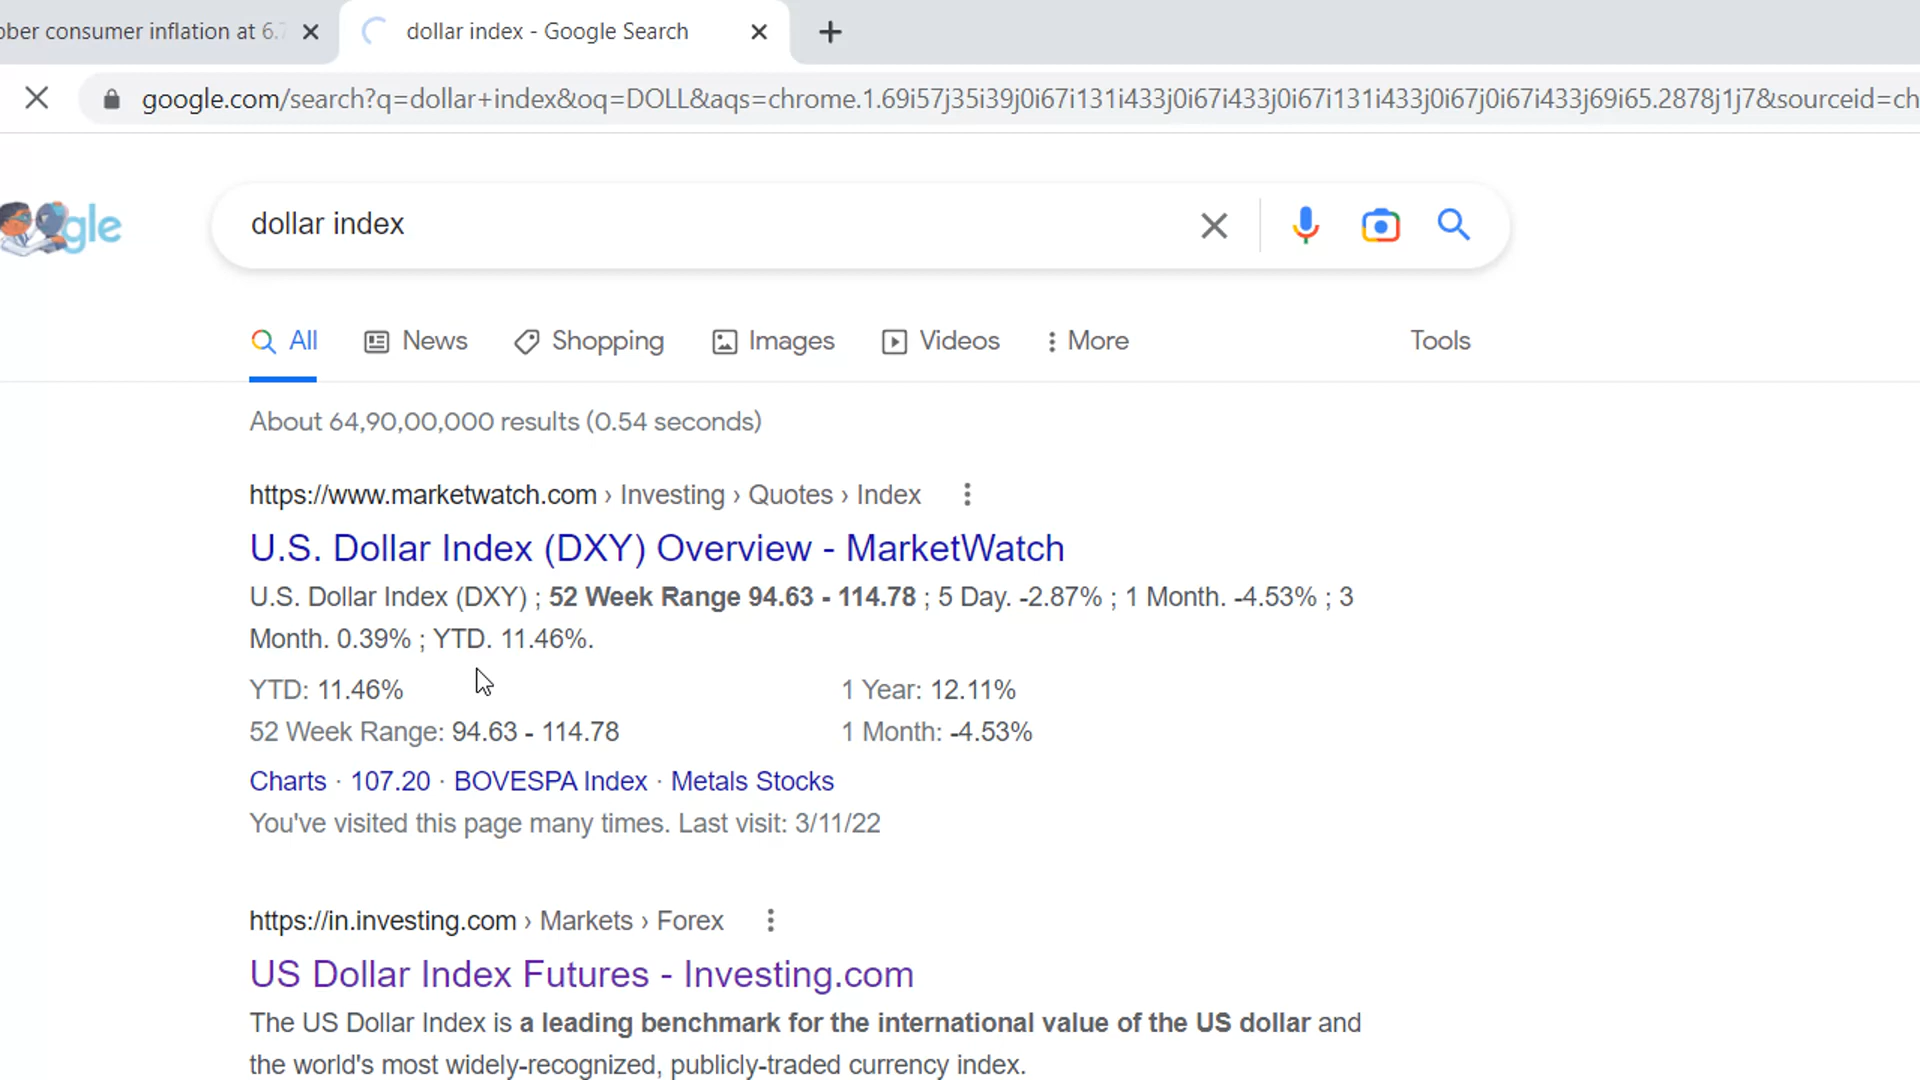 ober consumer inflation at 6.7
dollar index - Google Search
google.com/search?q=dollar+index&oq=DOLL&aqs=chrome.1.69i57j35i39j0i67i131i433j0i67i433j0i67i131i433j0i67j0i67i433j69i65.2878j1j7&sourceid=ch
gle
dollar index
All News Shopping Images Videos More Tools
About 64,90,00,000 results (0.54 seconds)
https://www.marketwatch.com › Investing › Quotes › Index
U.S. Dollar Index (DXY) Overview - MarketWatch
U.S. Dollar Index (DXY) ; 52 Week Range 94.63 - 114.78 ; 5 Day. -2.87% ; 1 Month. -4.53% ; 3
Month. 0.39% ; YTD. 11.46%.
YTD: 11.46% 1 Year: 12.11%
52 Week Range: 94.63 - 114.78 1 Month: -4.53%
Charts · 107.20 · BOVESPA Index · Metals Stocks
You've visited this page many times. Last visit: 3/11/22
https://in.investing.com › Markets › Forex
US Dollar Index Futures - Investing.com
The US Dollar Index is a leading benchmark for the international value of the US dollar and
the world's most widely-recognized, publicly-traded currency index.